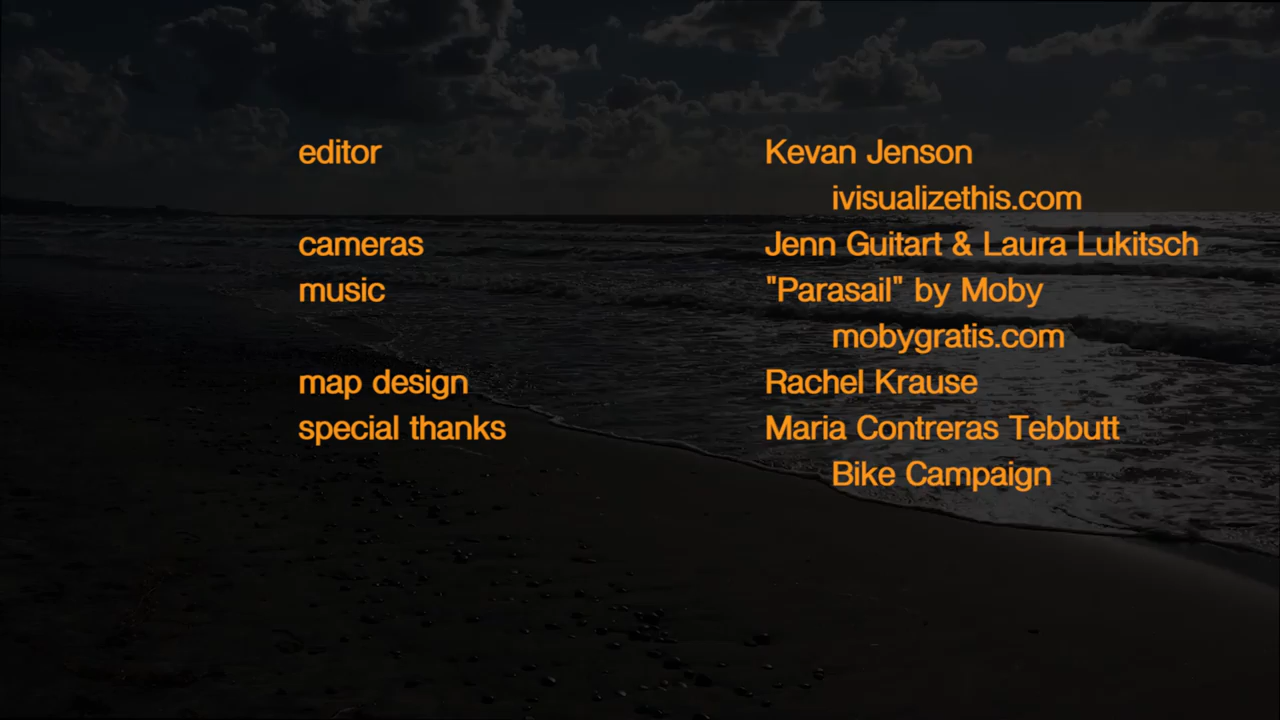 editor Kevan Jenson
ivisualizethis.com
cameras Jenn Guitart & Laura Lukitsch
music "Parasail" by Moby
mobygratis.com
map design Rachel Krause
special thanks Maria Contreras Tebbutt
Bike Campaign